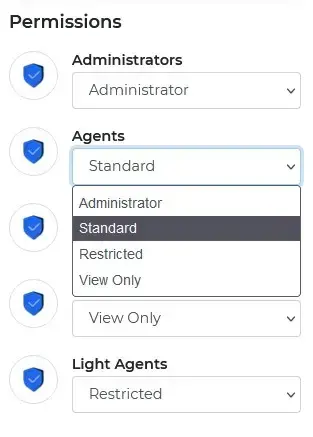 Permissions
Administrators
Administrator
Agents
Standard
Administrator
Standard
Restricted
View Only
View Only
Light Agents
Restricted